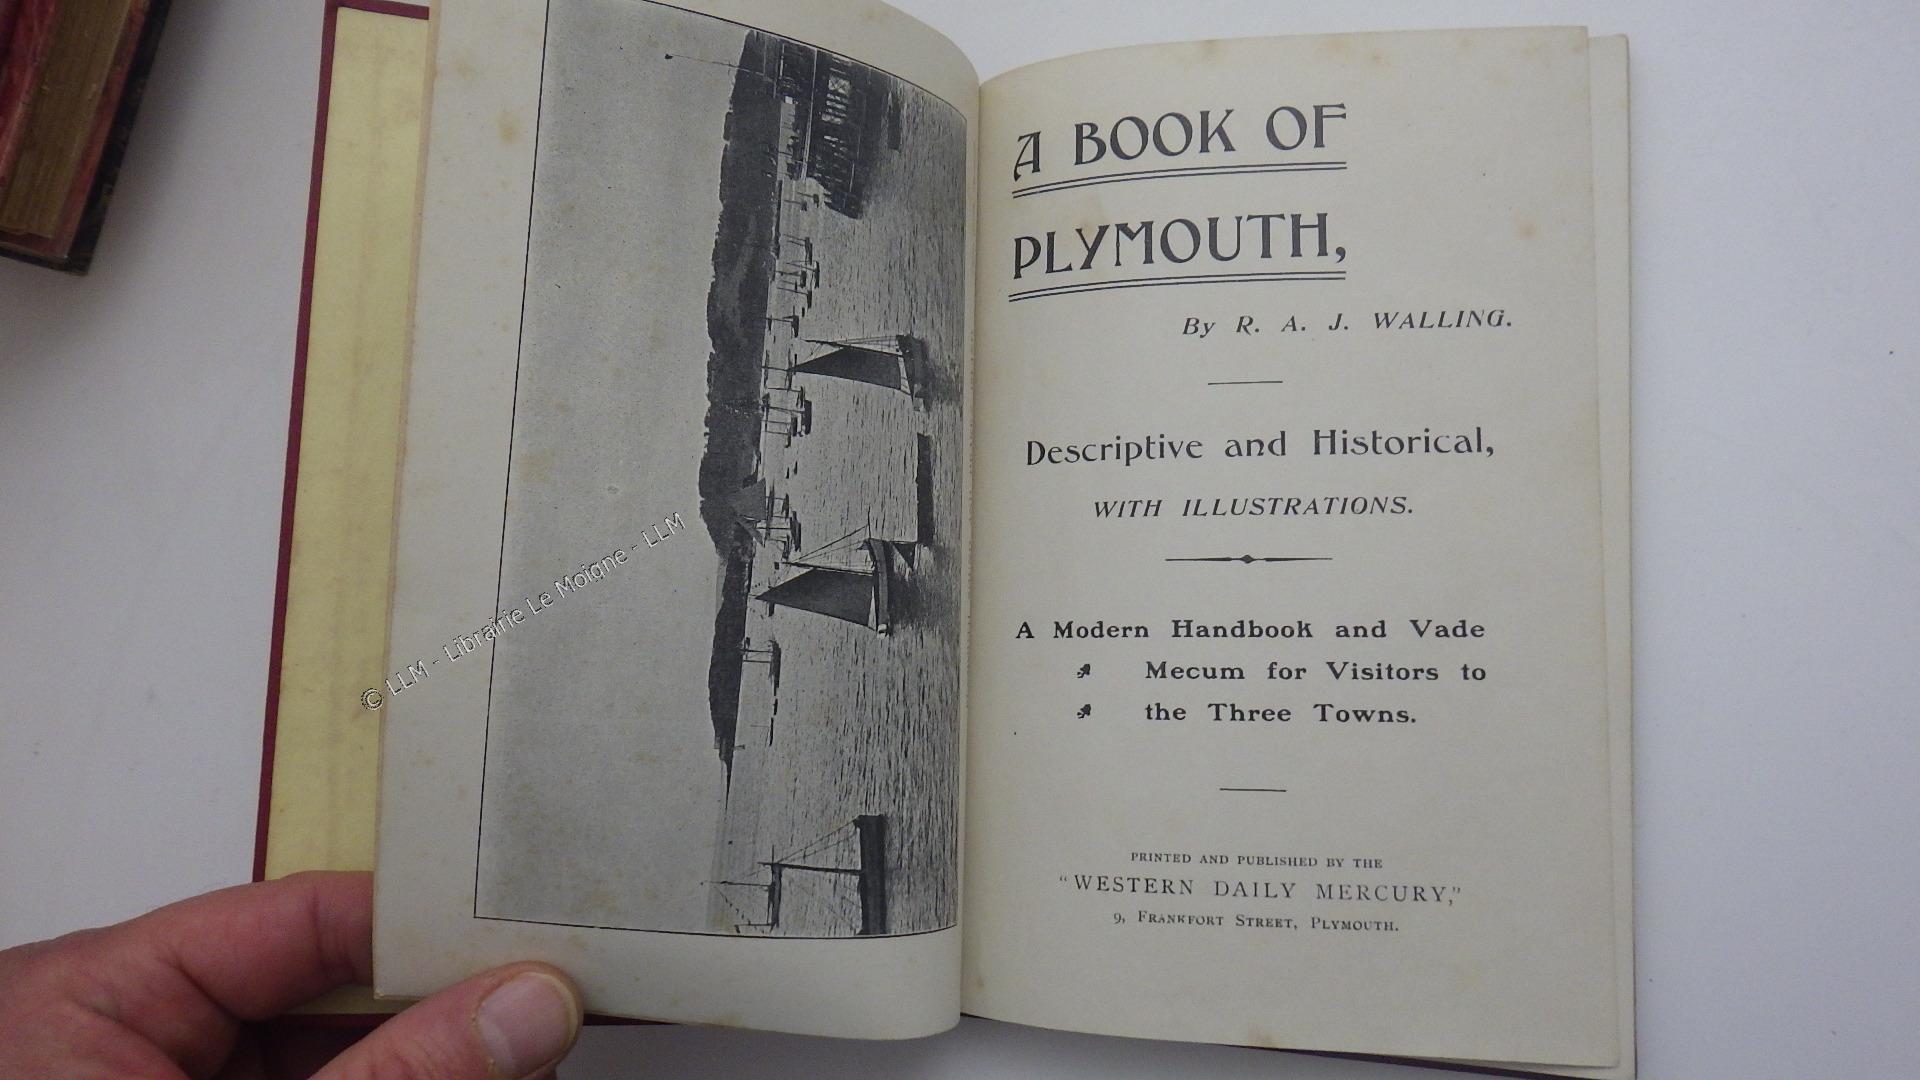 © LLM - Librairie Le Moigne - LLM
A BOOK OF
PLYMOUTH,
By R. A. J. WALLING.
Descriptive and Historical,
WITH ILLUSTRATIONS.
A Modern Handbook and Vade
Mecum for Visitors to
the Three Towns.
PRINTED AND PUBLISHED BY THE
"WESTERN DAILY MERCURY,"
9, FRANKFORT STREET, PLYMOUTH.